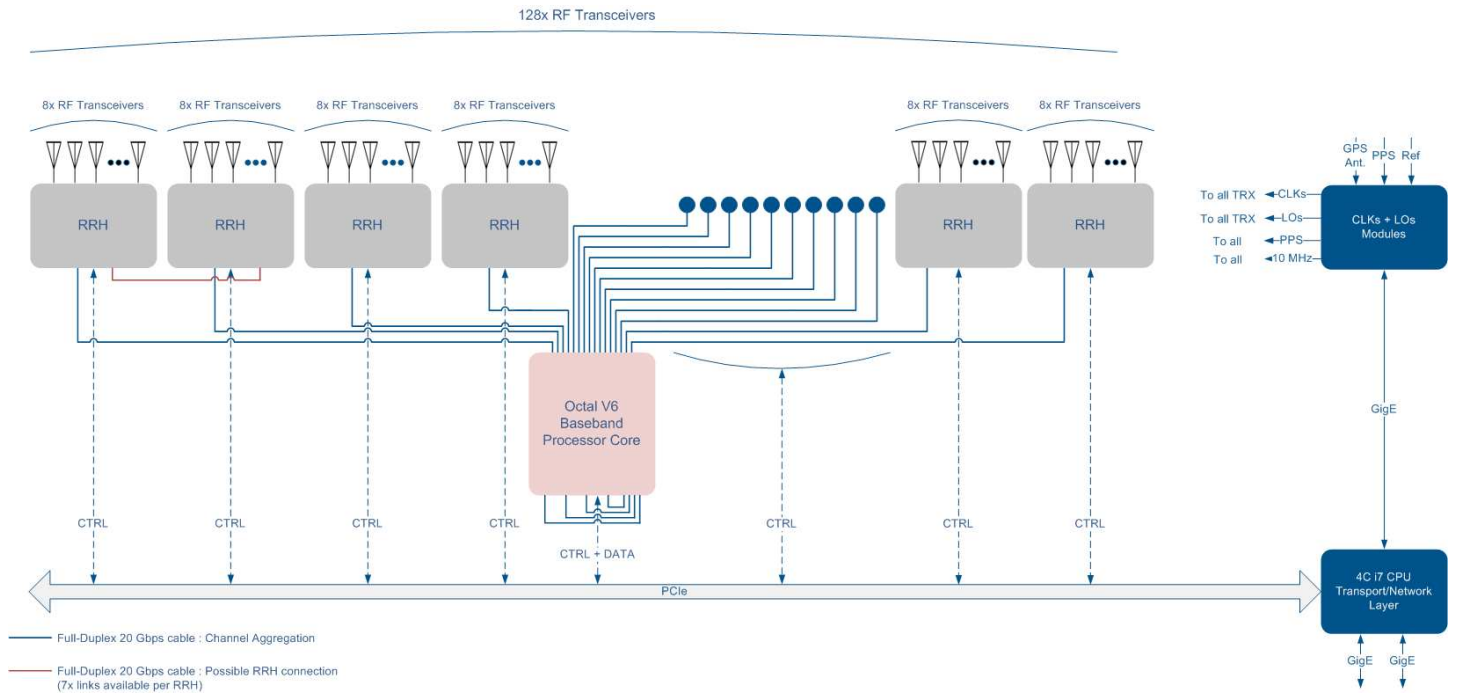 128x RF Transceivers
8x RF Transceivers
8x RF Transceivers
8x RF Transceivers
8x RF Transceivers
8x RF Transceivers
8x RF Transceivers
GPS
Ant.
PPS
Ref
RRH
RRH
RRH
RRH
RRH
RRH
To all TRX
CLKs
To all TRX
LOs
To all
PPS
To all
10 MHz
CLKs + LOs
Modules
Octal V6
Baseband
Processor Core
GigE
CTRL
CTRL
CTRL
CTRL
CTRL
CTRL
CTRL
CTRL + DATA
PCIe
4C i7 CPU
Transport/Network
Layer
Full-Duplex 20 Gbps cable : Channel Aggregation
Full-Duplex 20 Gbps cable : Possible RRH connection
(7x links available per RRH)
GigE
GigE